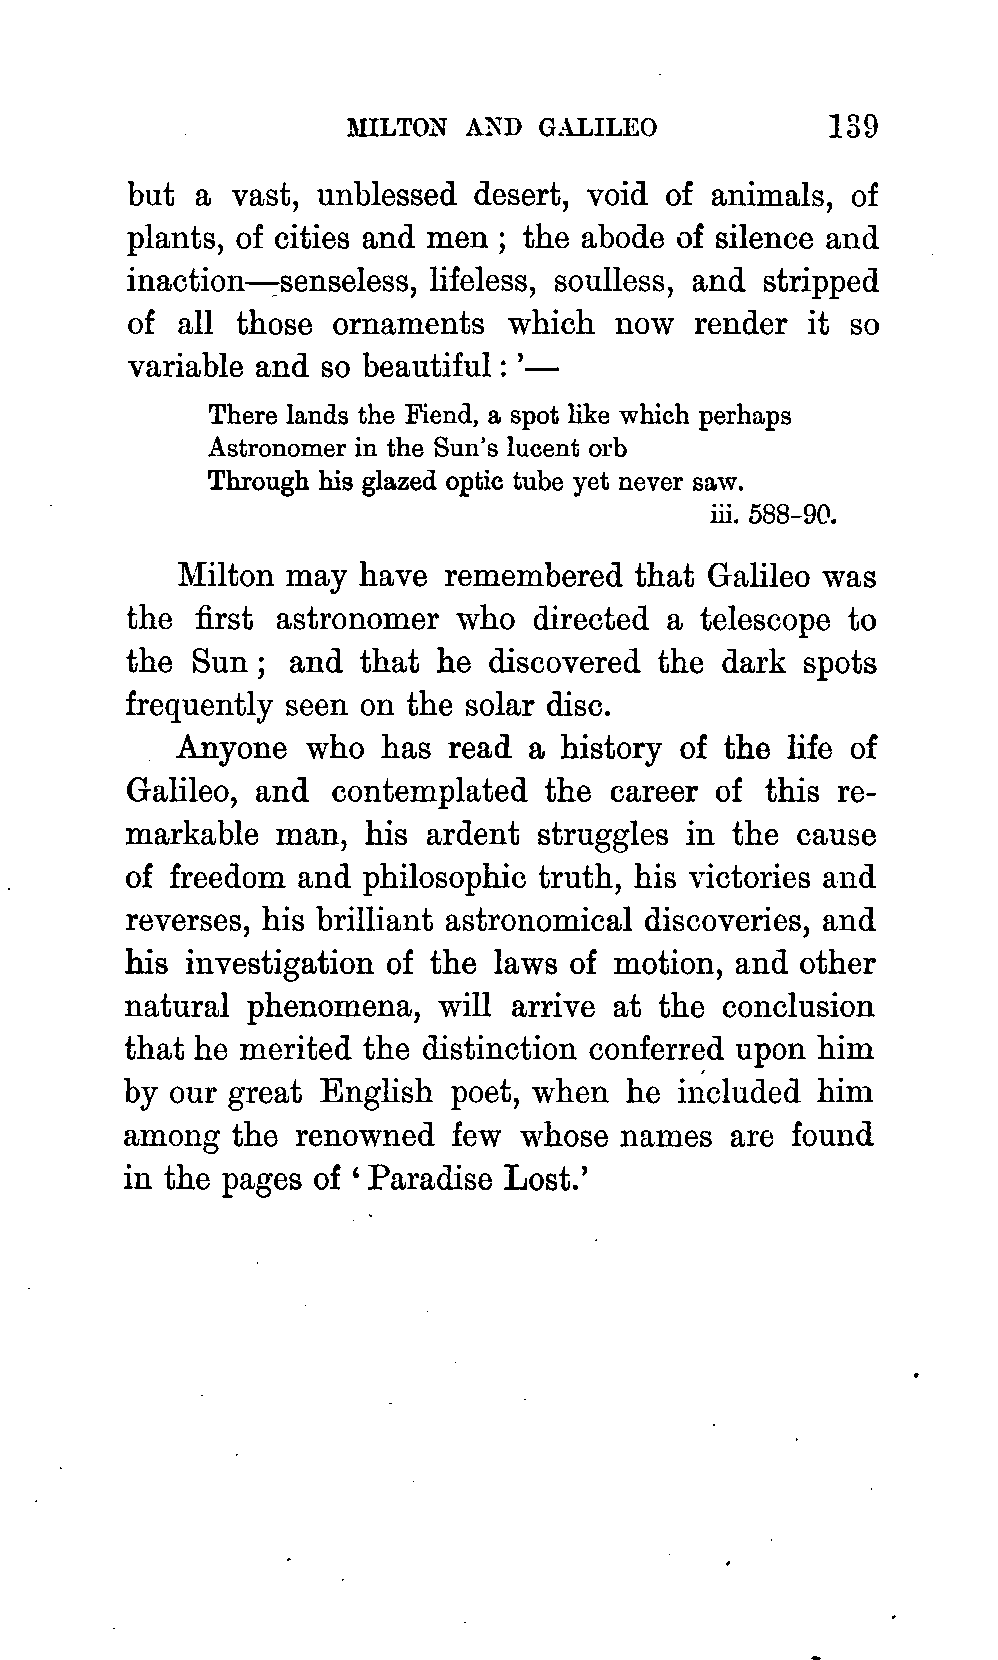 MILTON AND GALILEO 139
but a vast, unblessed desert, void of animals, of
plants, of cities and men ; the abode of silence and
inaction—senseless, lifeless, soulless, and stripped
of all those ornaments which now render it so
variable and so beautiful : ’—
There lands the Fiend, a spot like which perhaps
Astronomer in the Sun’s lucent orb
Through his glazed optic tube yet never saw.
iii. 588–90.
Milton may have remembered that Galileo was
the first astronomer who directed a telescope to
the Sun ; and that he discovered the dark spots
frequently seen on the solar disc.
Anyone who has read a history of the life of
Galileo, and contemplated the career of this re-
markable man, his ardent struggles in the cause
of freedom and philosophic truth, his victories and
reverses, his brilliant astronomical discoveries, and
his investigation of the laws of motion, and other
natural phenomena, will arrive at the conclusion
that he merited the distinction conferred upon him
by our great English poet, when he included him
among the renowned few whose names are found
in the pages of ‘ Paradise Lost.’